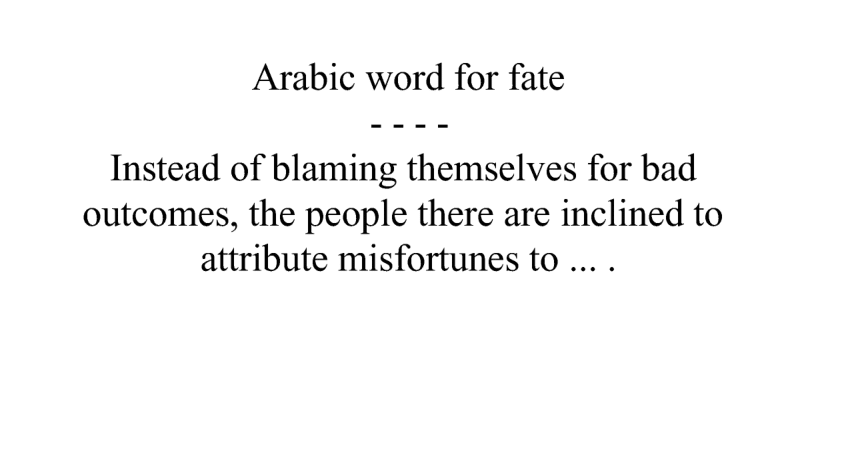 Arabic word for fate
- - - -
Instead of blaming themselves for bad
outcomes, the people there are inclined to
attribute misfortunes to ... .